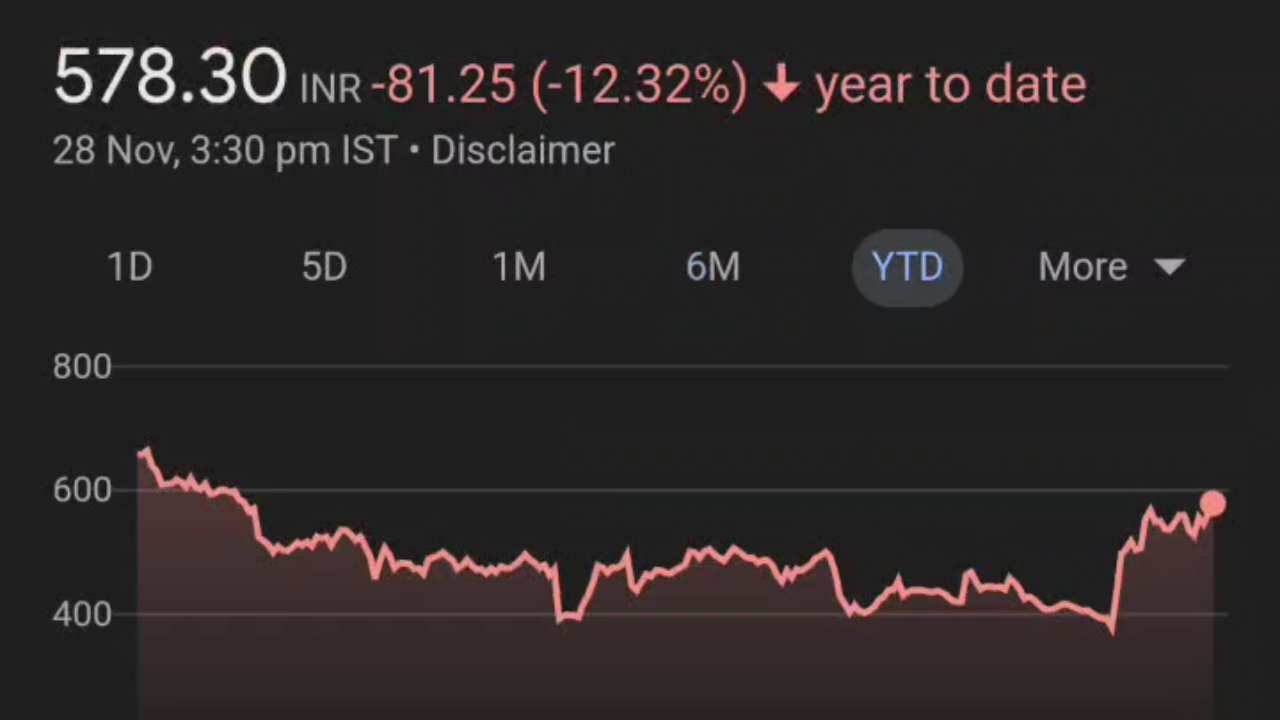 578.30 INR -81.25 (-12.32%) ↓ year to date
28 Nov, 3:30 pm IST • Disclaimer
1D 5D 1M 6M YTD More
800
600
400